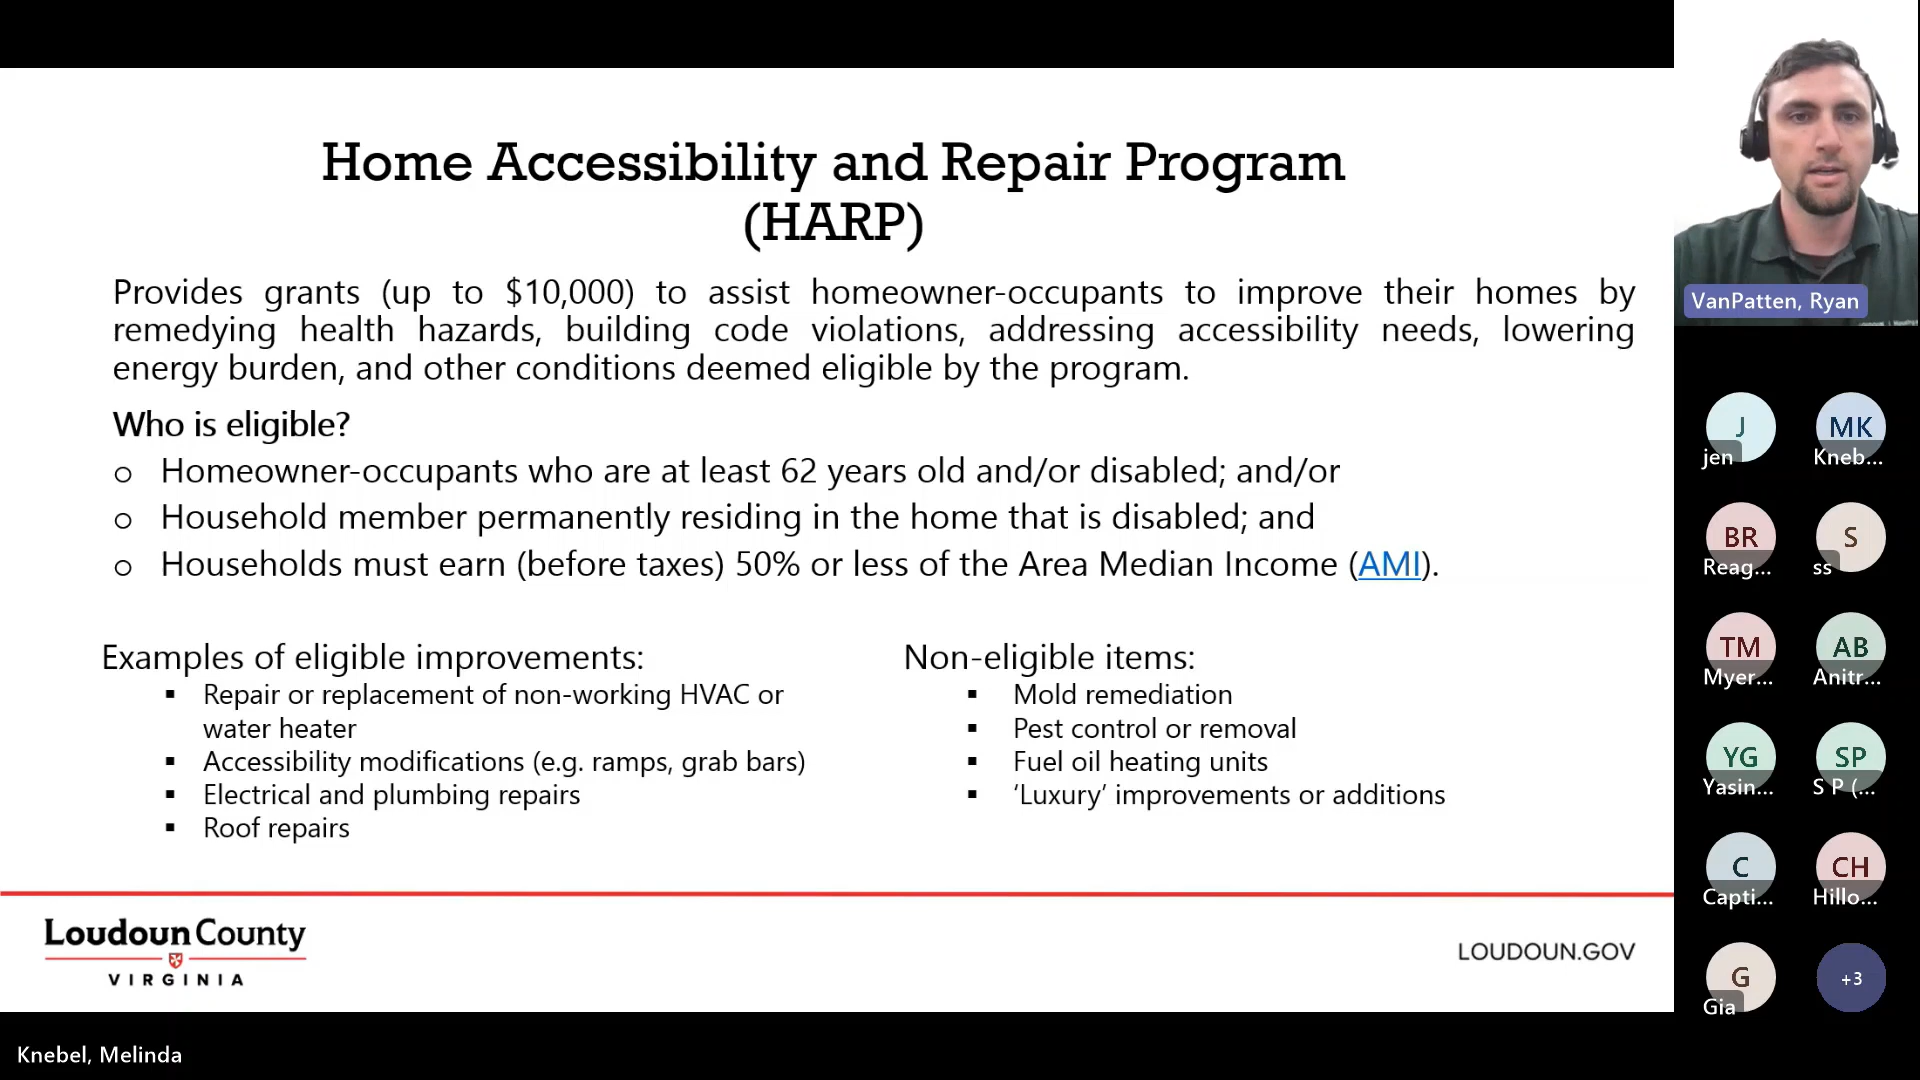 Home Accessibility and Repair Program
(HARP)
Provides grants (up to $10,000) to assist homeowner-occupants to improve their homes by
remedying health hazards, building code violations, addressing accessibility needs, lowering
energy burden, and other conditions deemed eligible by the program.
Who is eligible?
o Homeowner-occupants who are at least 62 years old and/or disabled; and/or
o Household member permanently residing in the home that is disabled; and
o Households must earn (before taxes) 50% or less of the Area Median Income (AMI).
Examples of eligible improvements:
▪ Repair or replacement of non-working HVAC or
water heater
▪ Accessibility modifications (e.g. ramps, grab bars)
▪ Electrical and plumbing repairs
▪ Roof repairs
Non-eligible items:
▪ Mold remediation
▪ Pest control or removal
▪ Fuel oil heating units
▪ ‘Luxury’ improvements or additions
Loudoun County
VIRGINIA
LOUDOUN.GOV
Knebel, Melinda
VanPatten, Ryan
J
jen
MK
Kneb...
BR
Reag...
S
ss
TM
Myer...
AB
Anitr...
YG
Yasin...
SP
S P (...
C
Capti...
CH
Hillo...
G
Gia
+3